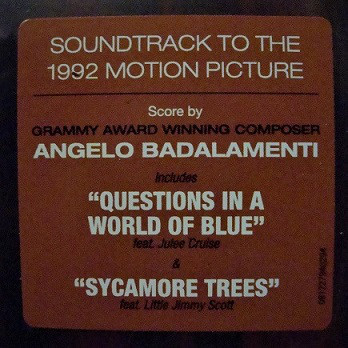 SOUNDTRACK TO THE
1992 MOTION PICTURE
Score by
GRAMMY AWARD WINNING COMPOSER
ANGELO BADALAMENTI
Includes
“QUESTIONS IN A
WORLD OF BLUE”
feat. Julee Cruise
&
“SYCAMORE TREES”
feat. Little Jimmy Scott